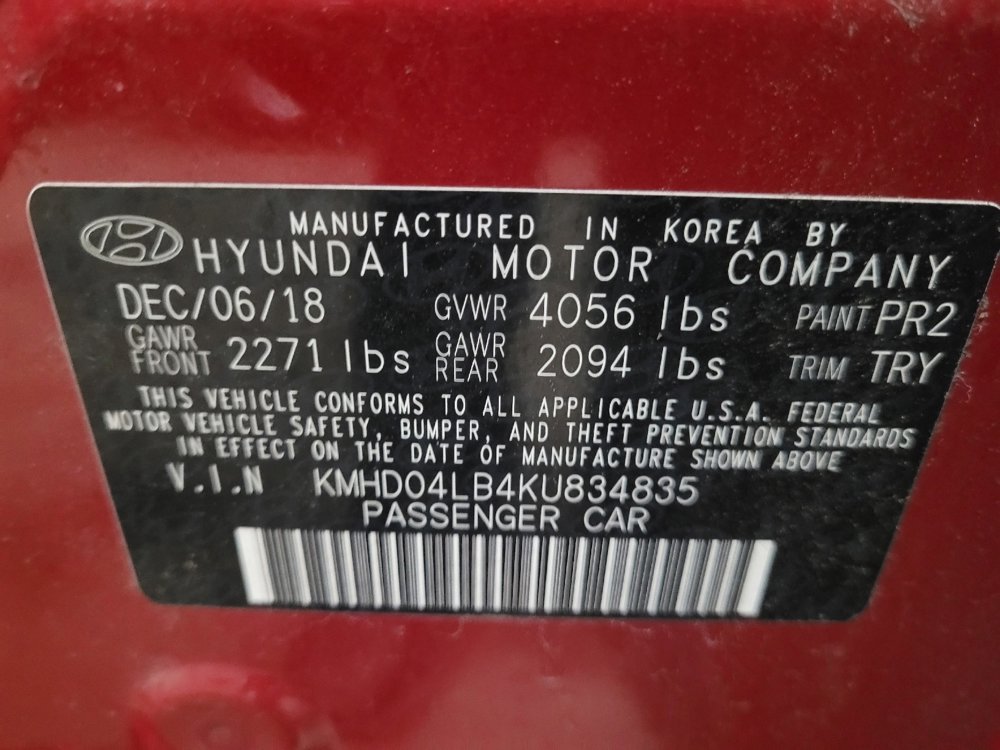 MANUFACTURED IN KOREA BY
HYUNDAI MOTOR COMPANY
DEC/06/18 GVWR 4056 lbs PAINT PR2
GAWR FRONT 2271 lbs GAWR REAR 2094 lbs TRIM TRY
THIS VEHICLE CONFORMS TO ALL APPLICABLE U.S.A. FEDERAL
MOTOR VEHICLE SAFETY, BUMPER, AND THEFT PREVENTION STANDARDS
IN EFFECT ON THE DATE OF MANUFACTURE SHOWN ABOVE
V.I.N KMHD04LB4KU834835
PASSENGER CAR